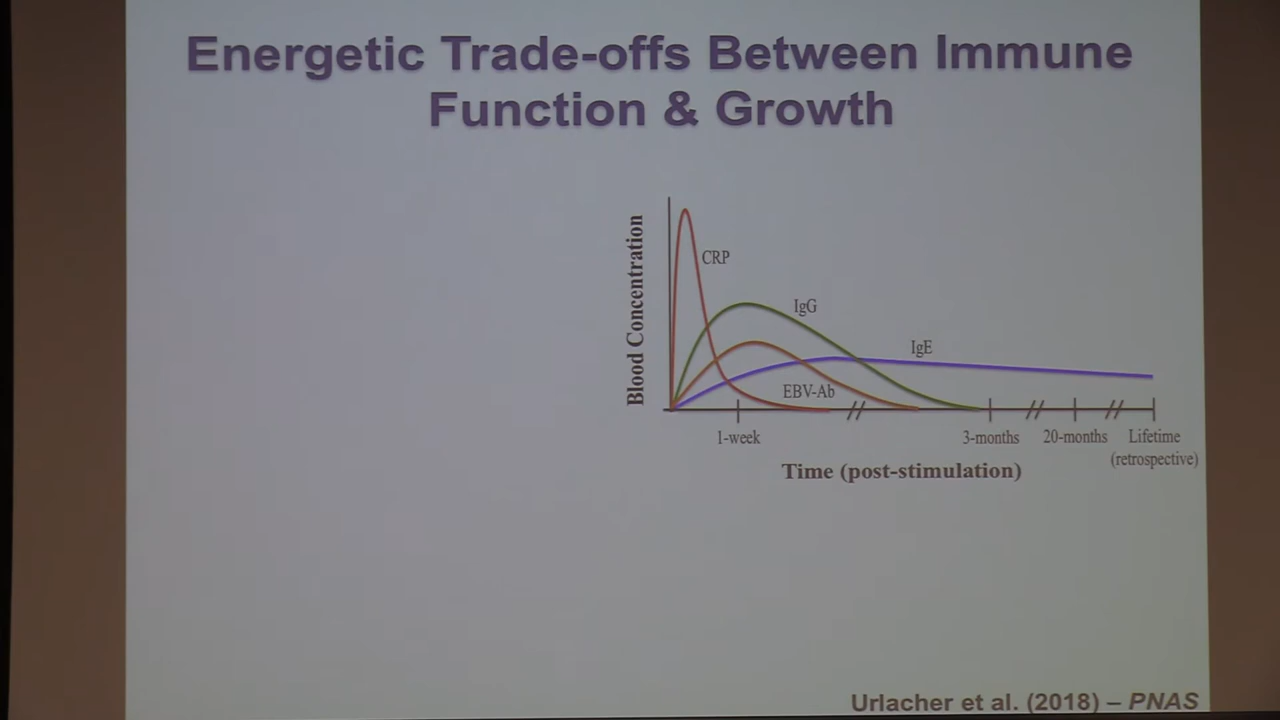 Energetic Trade-offs Between Immune
Function & Growth
Blood Concentration
CRP
IgG
IgE
EBV-Ab
1-week
3-months
20-months
Lifetime
(retrospective)
Time (post-stimulation)
Urlacher et al. (2018) – PNAS